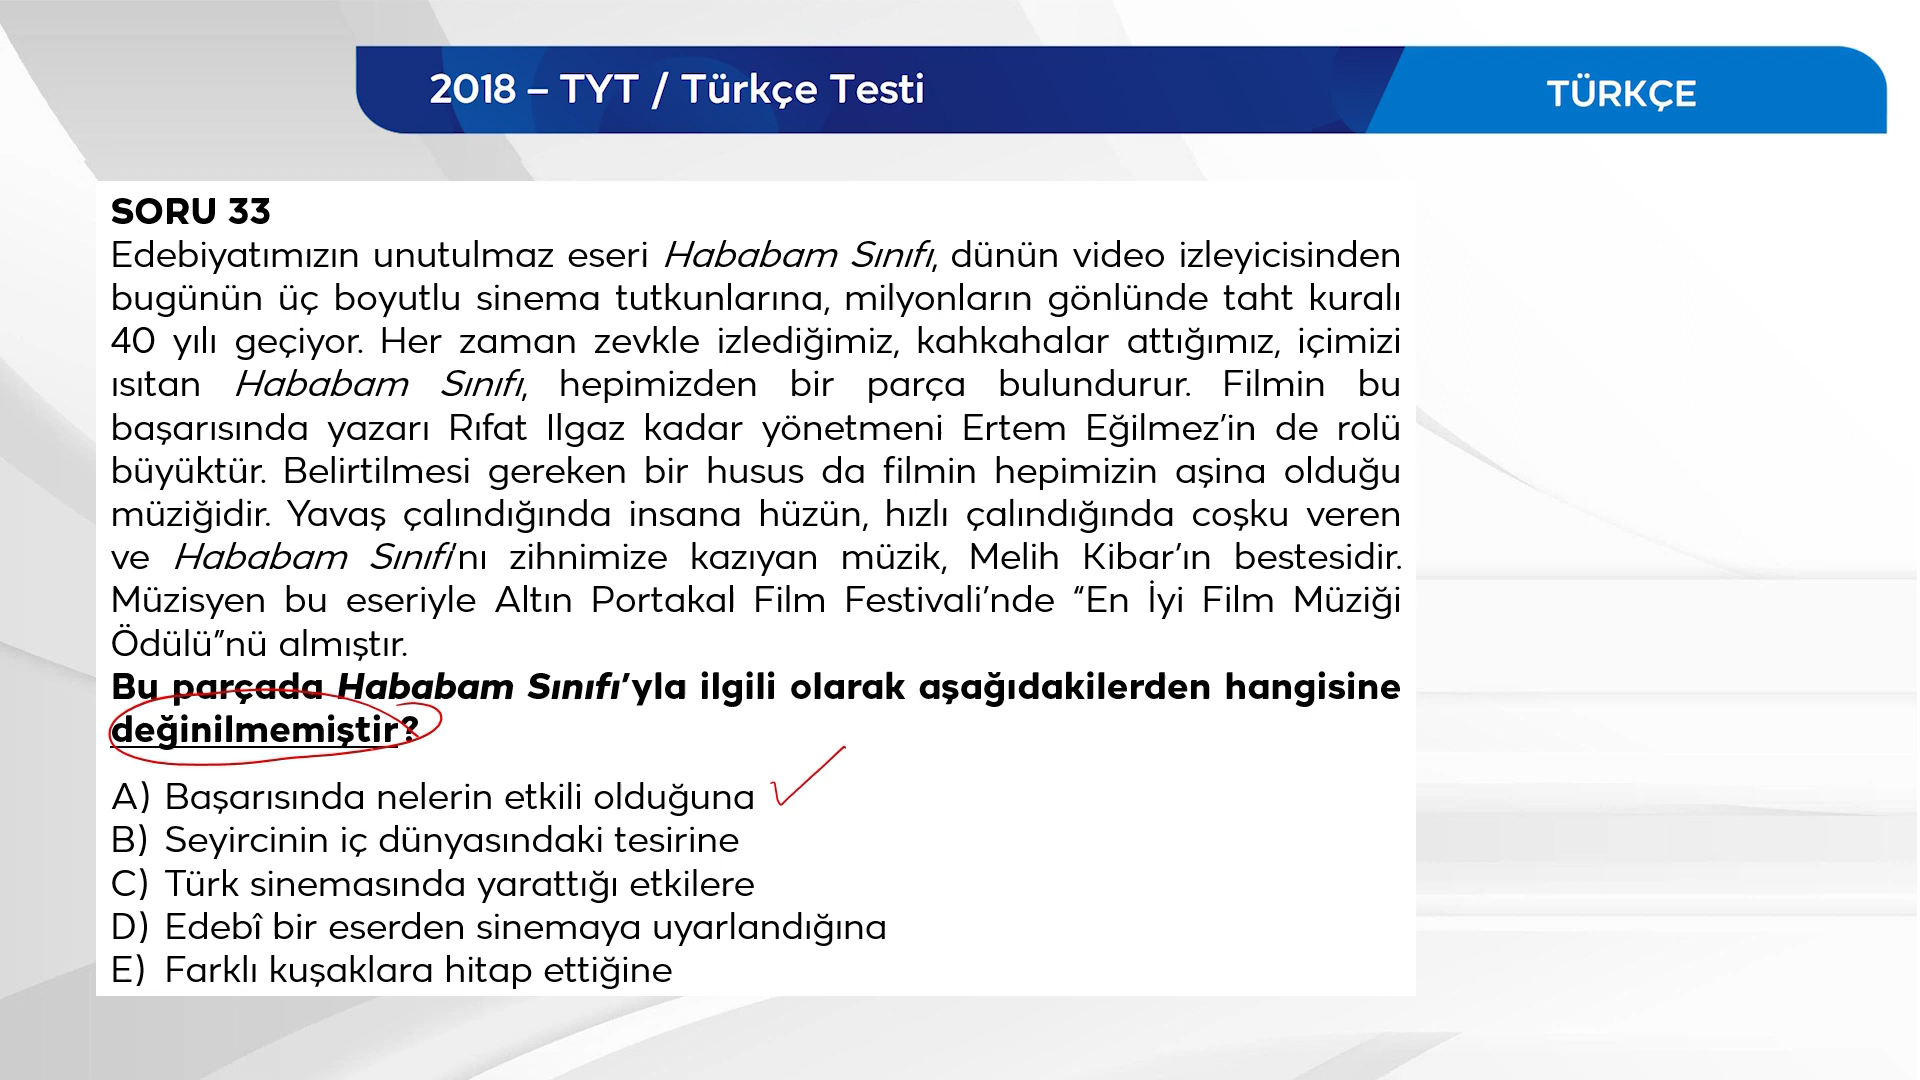 2018 – TYT / Türkçe Testi
TÜRKÇE
SORU 33
Edebiyatımızın unutulmaz eseri Hababam Sınıfı, dünün video izleyicisinden
bugünün üç boyutlu sinema tutkunlarına, milyonların gönlünde taht kuralı
40 yılı geçiyor. Her zaman zevkle izlediğimiz, kahkahalar attığımız, içimizi
ısıtan Hababam Sınıfı, hepimizden bir parça bulundurur. Filmin bu
başarısında yazarı Rıfat Ilgaz kadar yönetmeni Ertem Eğilmez’in de rolü
büyüktür. Belirtilmesi gereken bir husus da filmin hepimizin aşina olduğu
müziğidir. Yavaş çalındığında insana hüzün, hızlı çalındığında coşku veren
ve Hababam Sınıfı’nı zihnimize kazıyan müzik, Melih Kibar’ın bestesidir.
Müzisyen bu eseriyle Altın Portakal Film Festivali’nde “En İyi Film Müziği
Ödülü”nü almıştır.
Bu parçada Hababam Sınıfı’yla ilgili olarak aşağıdakilerden hangisine
değinilmemiştir?
A) Başarısında nelerin etkili olduğuna
B) Seyircinin iç dünyasındaki tesirine
C) Türk sinemasında yarattığı etkilere
D) Edebî bir eserden sinemaya uyarlandığına
E) Farklı kuşaklara hitap ettiğine